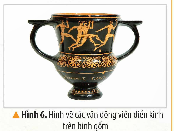 ▲ Hình 6. Hình vẽ các vận động viên điền kinh
trên bình gốm